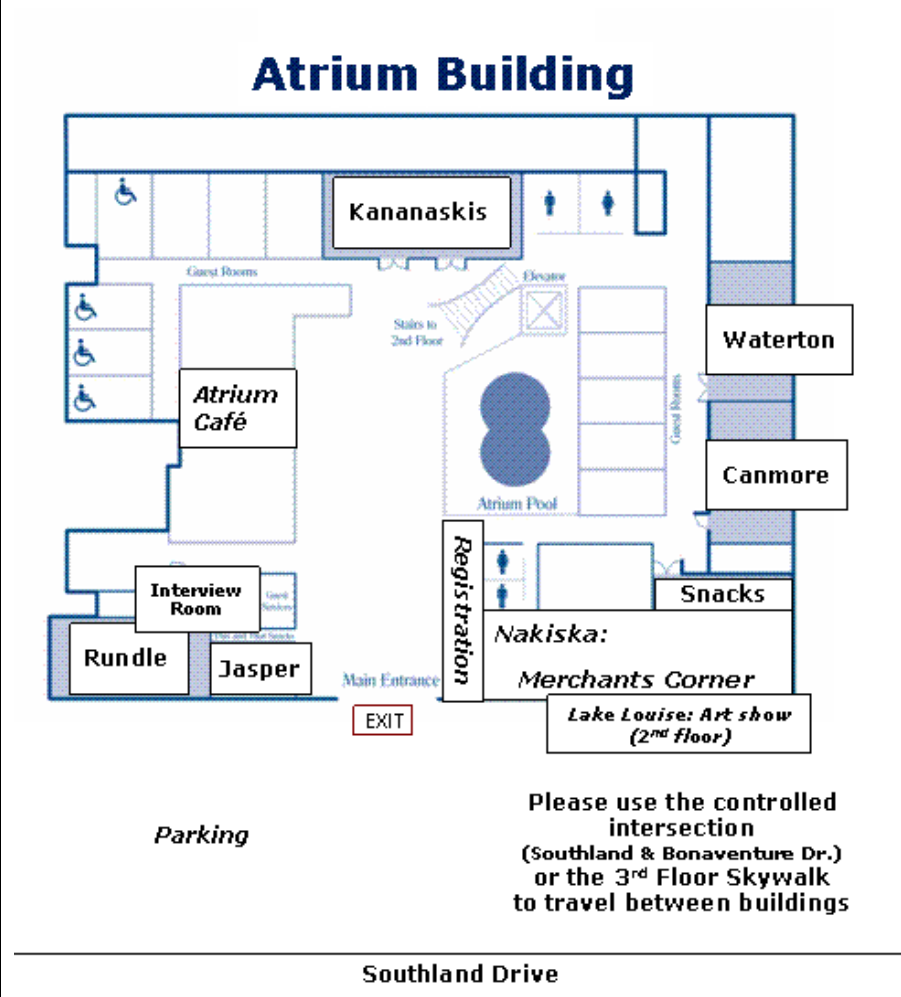 Atrium Building
Kananaskis
Guest Rooms
Elevator
Stairs to
2nd Floor
Waterton
Atrium
Café
Guest Rooms
Canmore
Atrium Pool
Registration
Interview
Room
Guest
Services
Snacks
Nakiska:
Rundle
Jasper
Merchants Corner
Main Entrance
Lake Louise: Art show
(2nd floor)
EXIT
Parking
Please use the controlled
intersection
(Southland & Bonaventure Dr.)
or the 3rd Floor Skywalk
to travel between buildings
Southland Drive